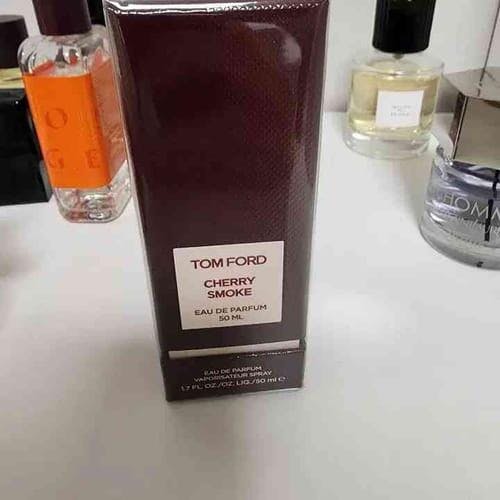 TOM FORD
CHERRY
SMOKE
EAU DE PARFUM
50 ML
EAU DE PARFUM
VAPORISATEUR SPRAY
1.7 FL. OZ./OZ. LIQ./50 ml ℮
O
G E
HOMM